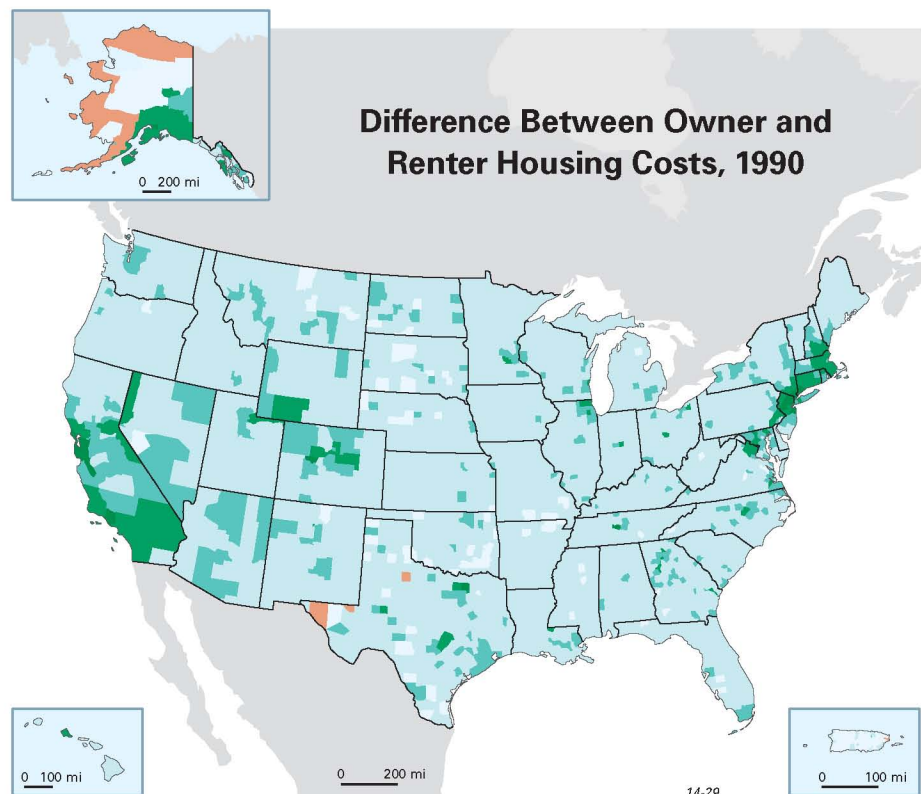 Difference Between Owner and
Renter Housing Costs, 1990
0 200 mi
0 100 mi
0 200 mi
0 100 mi
14-29